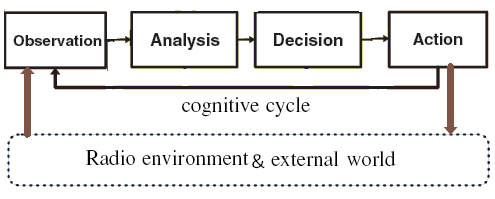 Observation Analysis Decision Action
cognitive cycle
Radio environment & external world